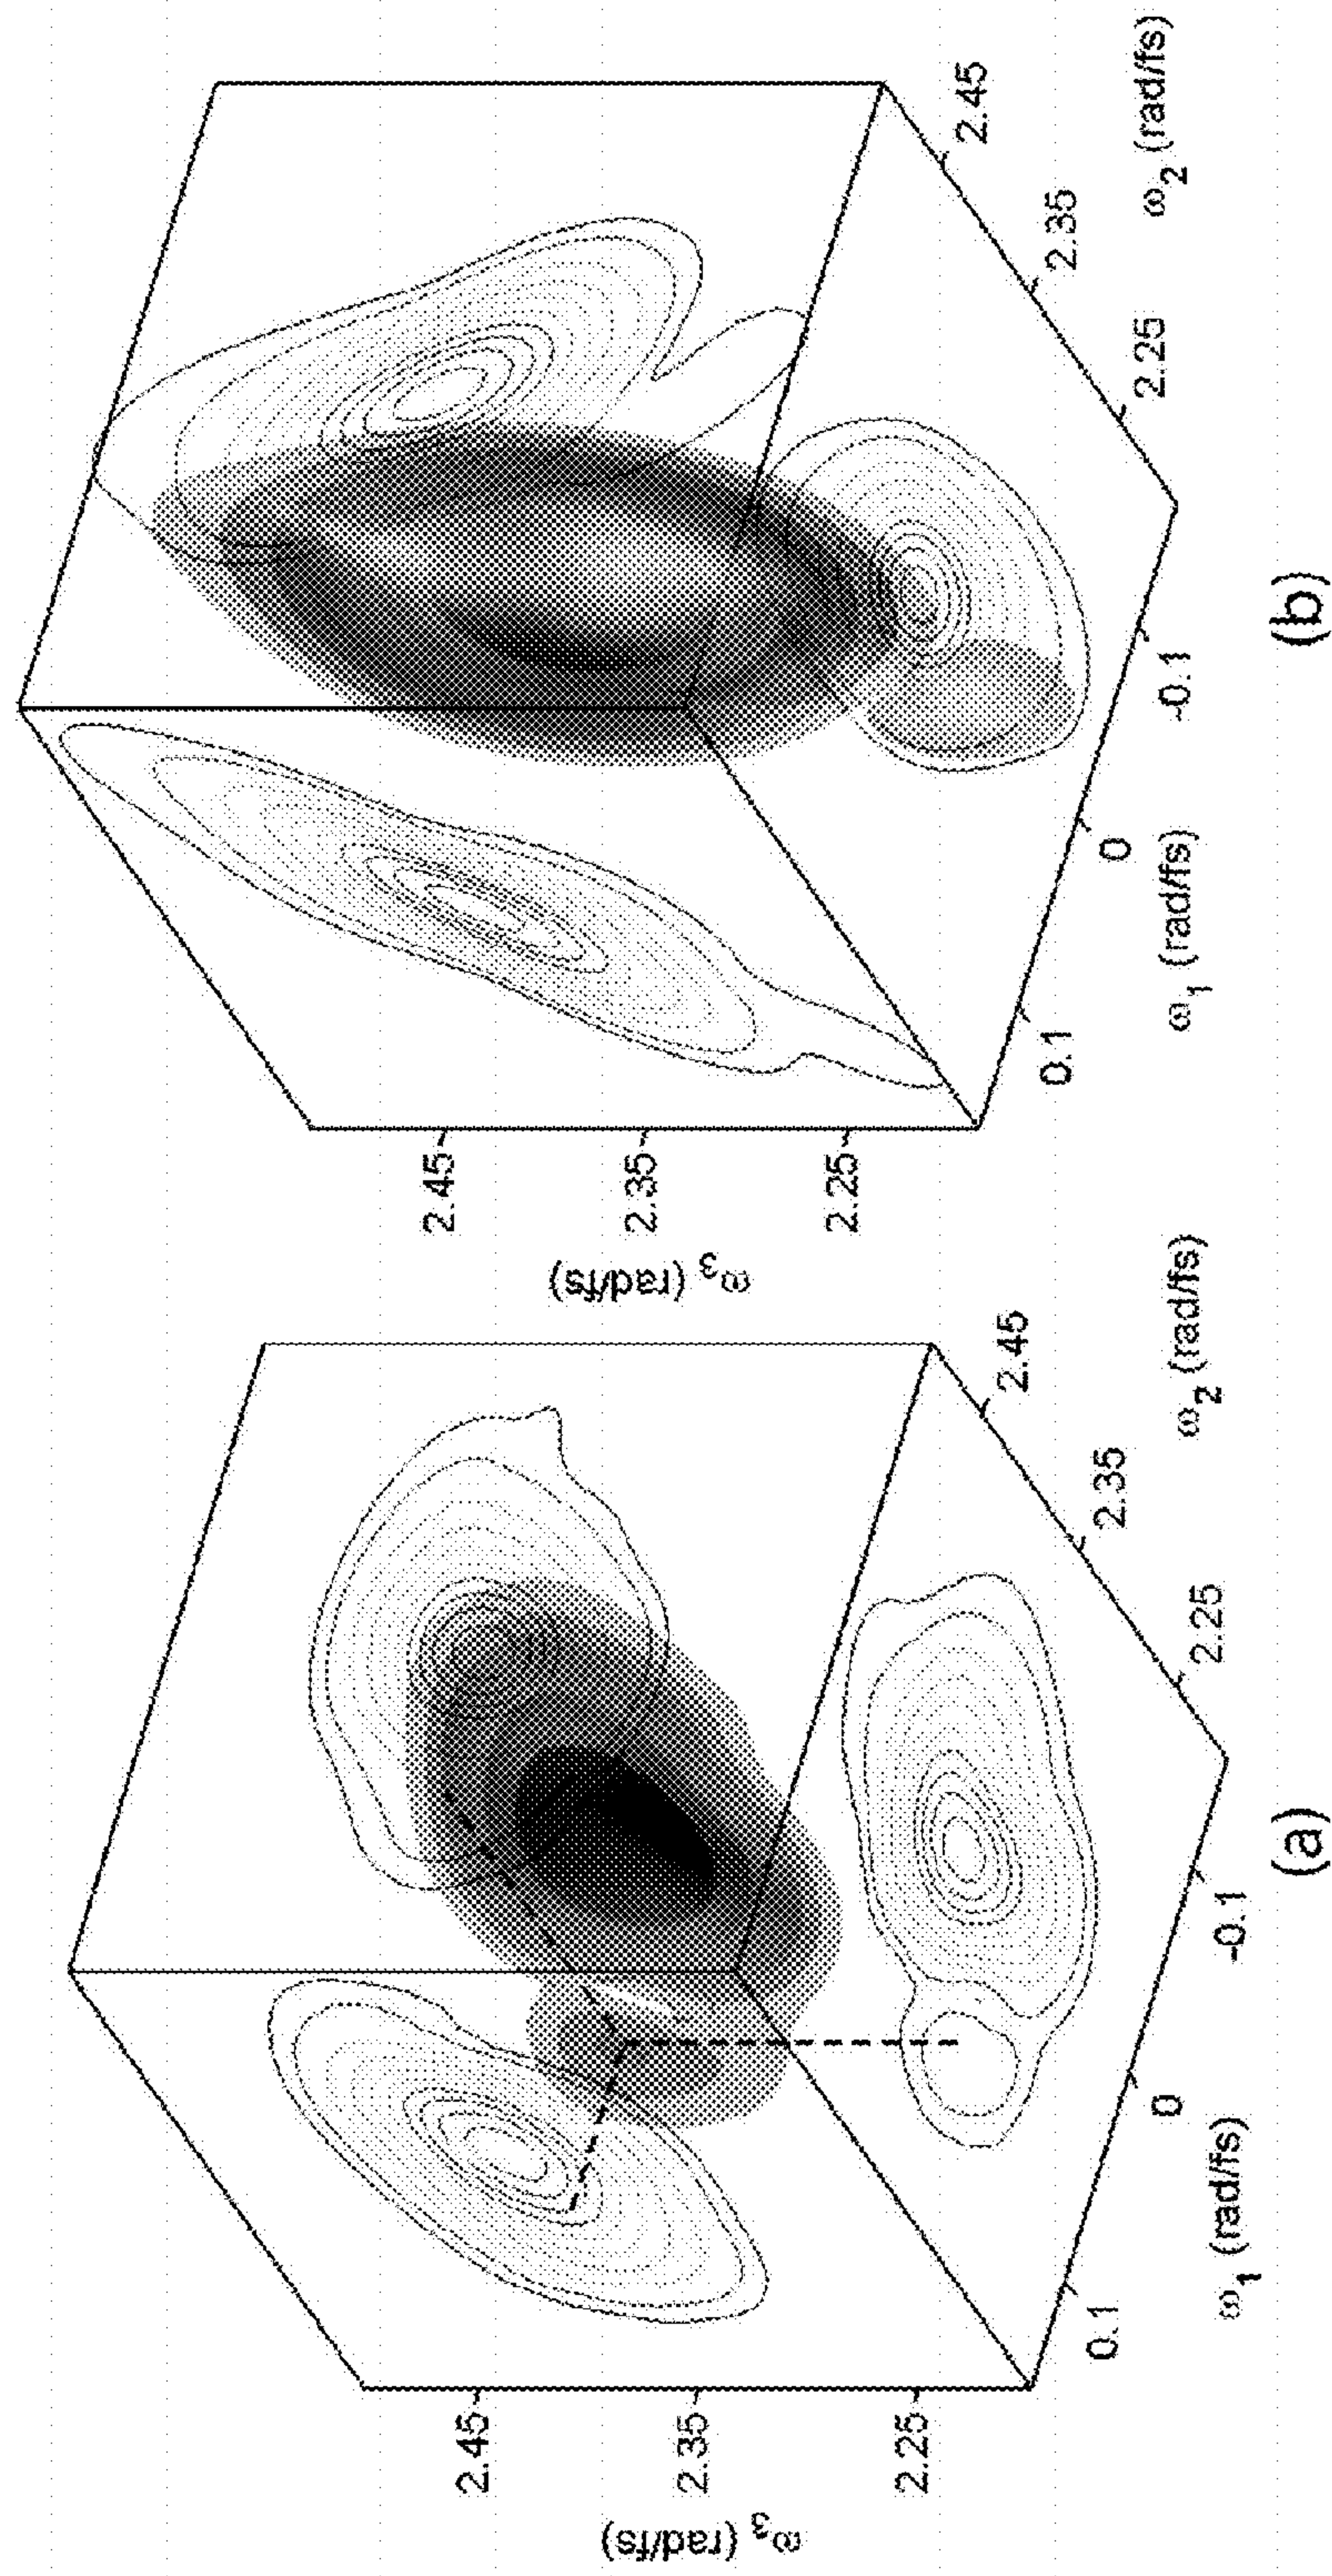 ω3 (rad/fs)
2.45
2.35
2.25
0.1
0
-0.1
ω1 (rad/fs)
2.25
2.35
2.45
ω2 (rad/fs)
(a)
ω3 (rad/fs)
2.45
2.35
2.25
0.1
0
-0.1
ω1 (rad/fs)
2.25
2.35
2.45
ω2 (rad/fs)
(b)